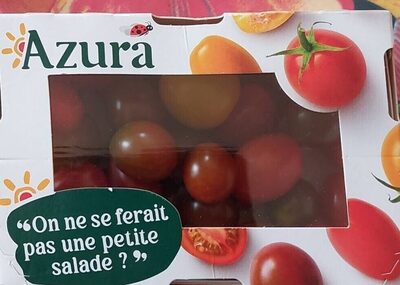 Azura
“On ne se ferait
pas une petite
salade ?”